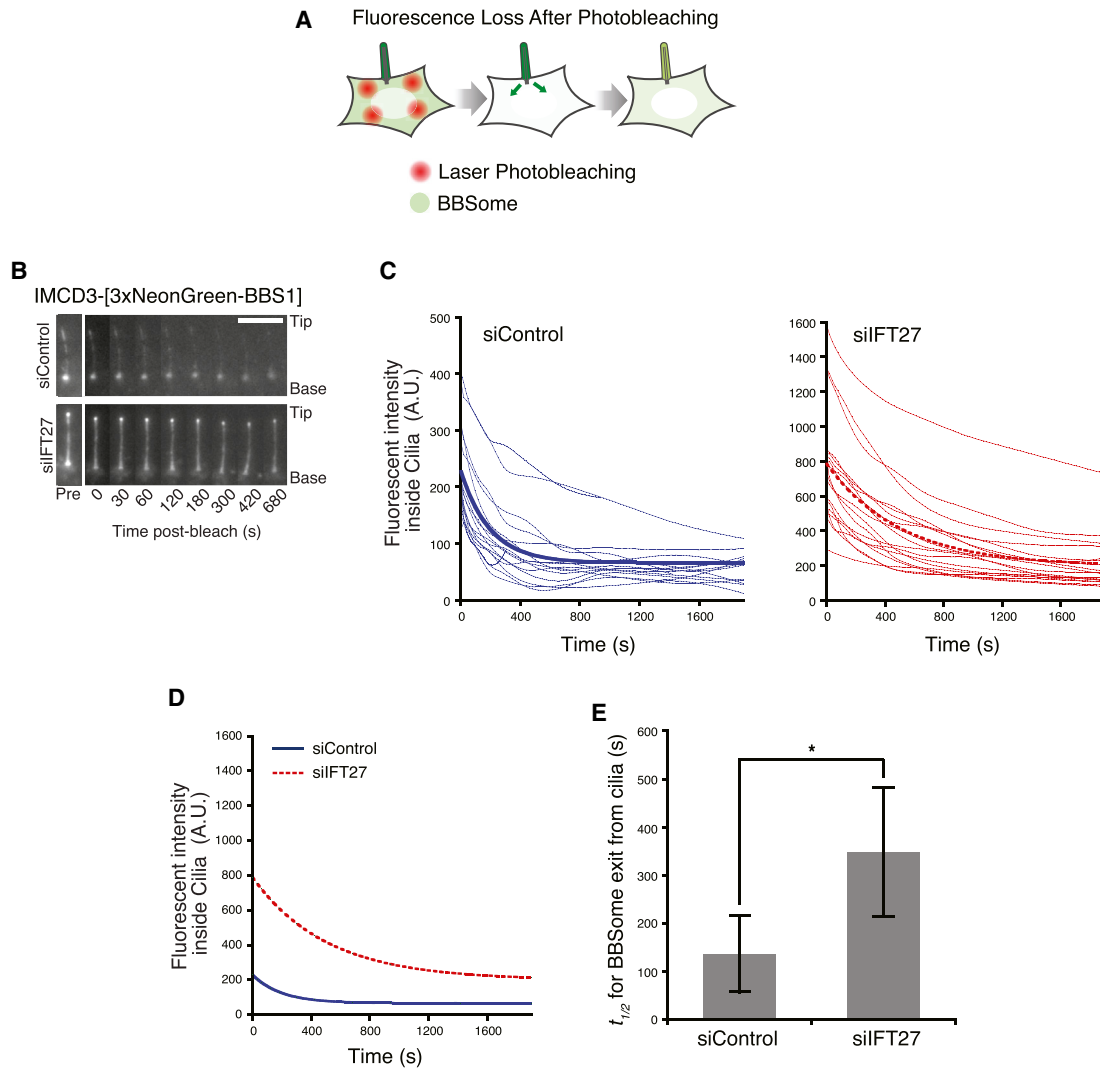 A
Fluorescence Loss After Photobleaching
Laser Photobleaching
BBSome
B
IMCD3-[3xNeonGreen-BBS1]
siControl
Tip
Base
siIFT27
Tip
Base
Pre
0
30
60
120
180
300
420
680
Time post-bleach (s)
C
Fluorescent intensity
inside Cilia (A.U.)
siControl
500
400
300
200
100
0
0
400
800
1200
1600
Time (s)
siIFT27
1600
1400
1200
1000
800
600
400
200
0
0
400
800
1200
1600
Time (s)
D
Fluorescent intensity
inside Cilia (A.U.)
siControl
siIFT27
1600
1400
1200
1000
800
600
400
200
0
0
400
800
1200
1600
Time (s)
E
t1/2 for BBSome exit from cilia (s)
600
500
400
300
200
100
0
*
siControl
siIFT27